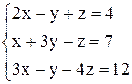 2x − y + z = 4
x + 3y − z = 7
3x − y − 4z = 12